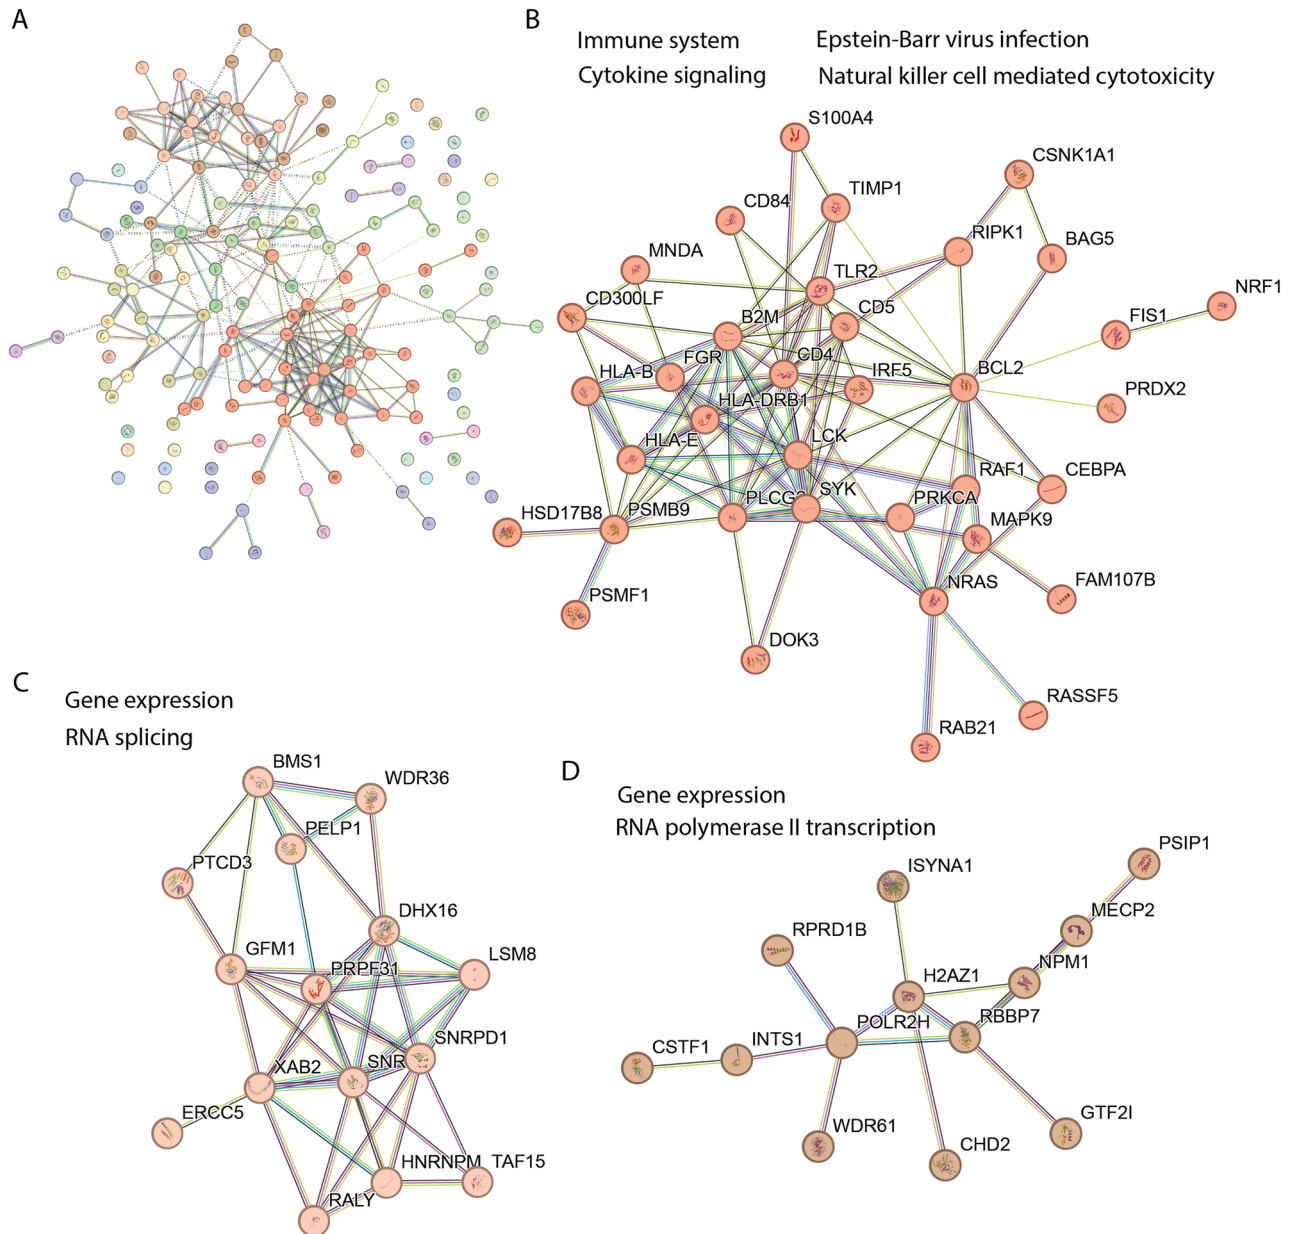 A
B
Immune system
Epstein-Barr virus infection
Cytokine signaling
Natural killer cell mediated cytotoxicity
S100A4
CSNK1A1
CD84
TIMP1
RIPK1
BAG5
MNDA
TLR2
NRF1
CD300LF
B2M
CD5
FIS1
FGR
CD4
HLA-B
IRF5
BCL2
PRDX2
HLA-DRB1
HLA-E
LCK
RAF1
CEBPA
SYK
PRKCA
HSD17B8
PSMB9
MAPK9
NRAS
FAM107B
PSMF1
DOK3
RASSF5
RAB21
C
Gene expression
RNA splicing
BMS1
WDR36
PELP1
PTCD3
DHX16
GFM1
PRPF31
LSM8
SNRPD1
XAB2
SNR
ERCC5
HNRNPM
TAF15
RALY
D
Gene expression
RNA polymerase II transcription
PSIP1
ISYNA1
MECP2
RPRD1B
NPM1
H2AZ1
RBBP7
POLR2H
CSTF1
INTS1
WDR61
GTF2I
CHD2